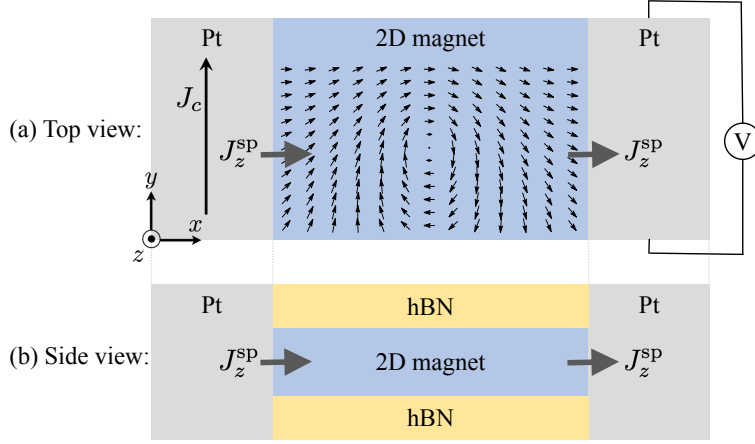 Pt 2D magnet Pt
J_c
(a) Top view:
J_z^sp J_z^sp
V
y
x
z
Pt hBN Pt
(b) Side view:
J_z^sp 2D magnet J_z^sp
hBN